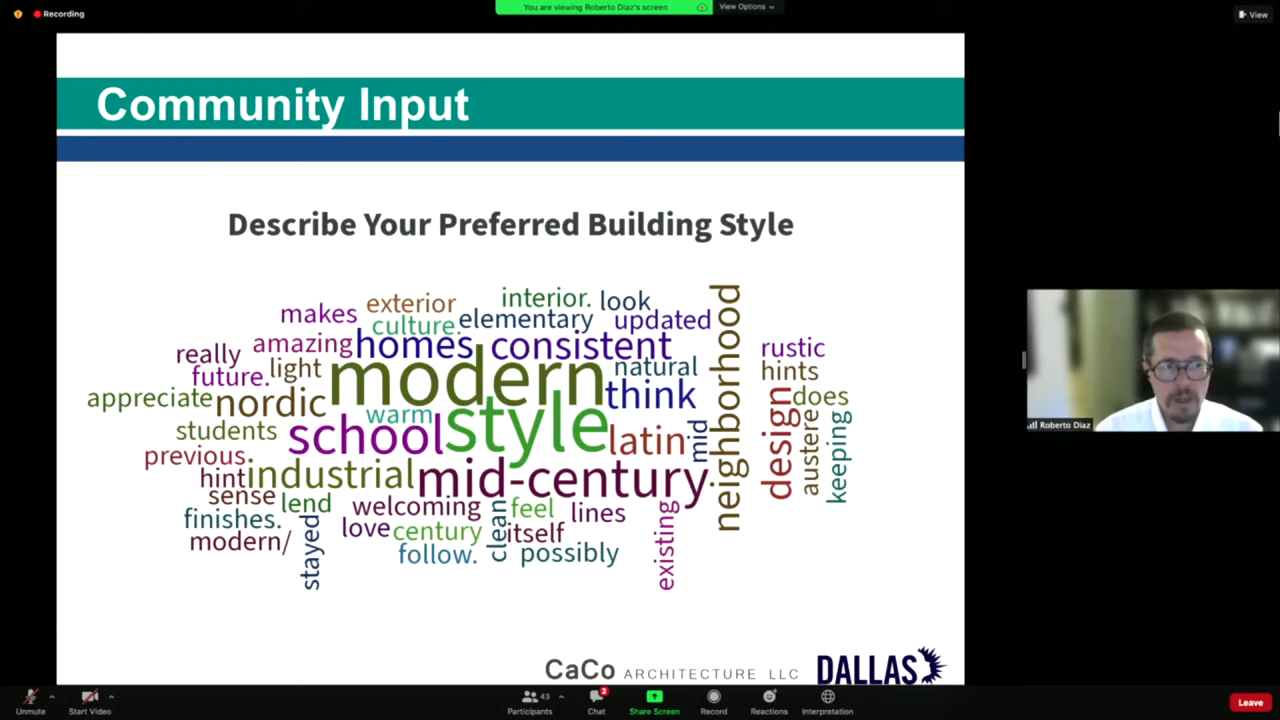 Recording
You are viewing Roberto Diaz's screen
View Options
View
Community Input
Describe Your Preferred Building Style
makes
exterior
interior.
look
culture.
elementary
updated
neighborhood
really
amazing
homes
consistent
rustic
future.
light
modern
natural
hints
appreciate
nordic
warm
think
design
does
students
school
style
latin
mid
austere
keeping
previous
hint
industrial
mid-century
sense
lend
welcoming
clean
feel
lines
existing
finishes.
stayed
love
century
itself
modern/
follow.
possibly
CaCo ARCHITECTURE LLC
DALLAS
Roberto Diaz
Unmute
Start Video
43
Participants
2
Chat
Share Screen
Record
Reactions
Interpretation
Leave